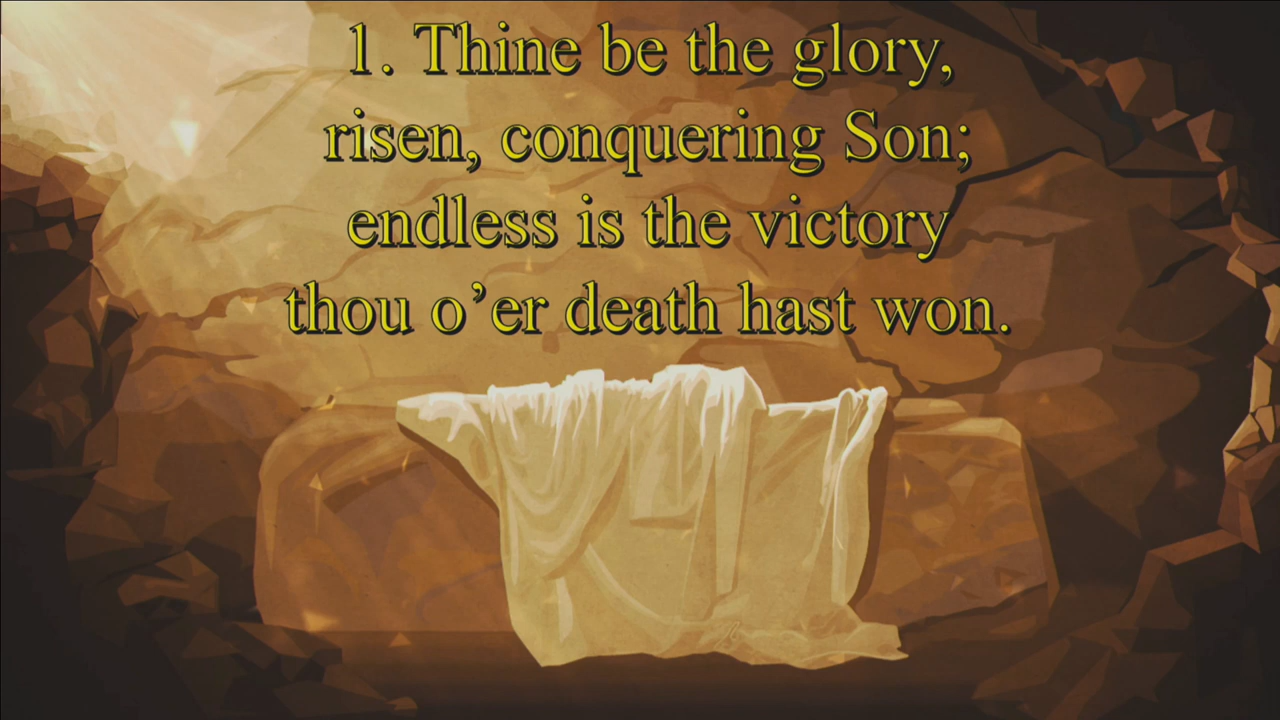 1. Thine be the glory,
risen, conquering Son;
endless is the victory
thou o’er death hast won.